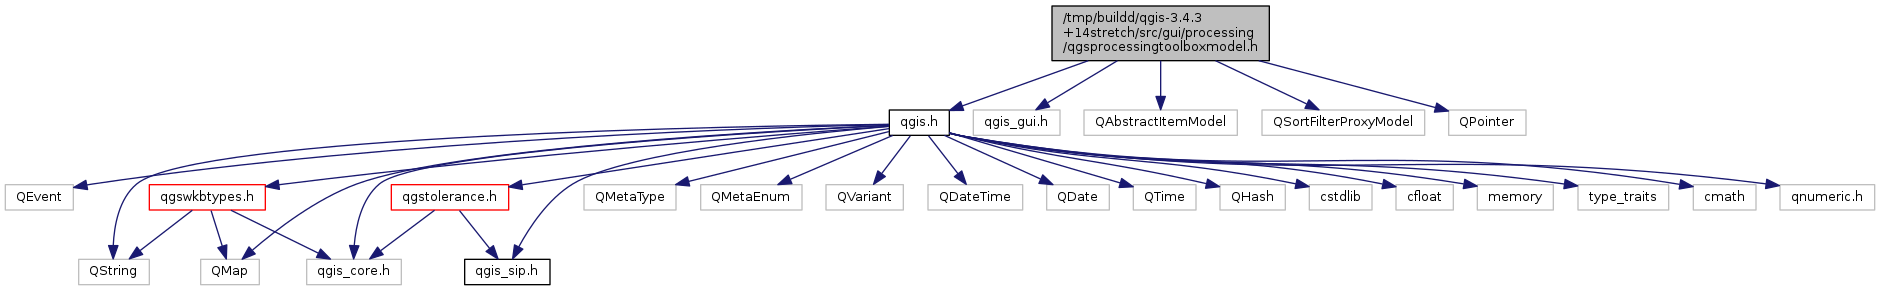 /tmp/buildd/qgis-3.4.3
+14stretch/src/gui/processing
/qgsprocessingtoolboxmodel.h
qgis.h
qgis_gui.h
QAbstractItemModel
QSortFilterProxyModel
QPointer
QEvent
qgswkbtypes.h
qgstolerance.h
QMetaType
QMetaEnum
QVariant
QDateTime
QDate
QTime
QHash
cstdlib
cfloat
memory
type_traits
cmath
qnumeric.h
QString
QMap
qgis_core.h
qgis_sip.h